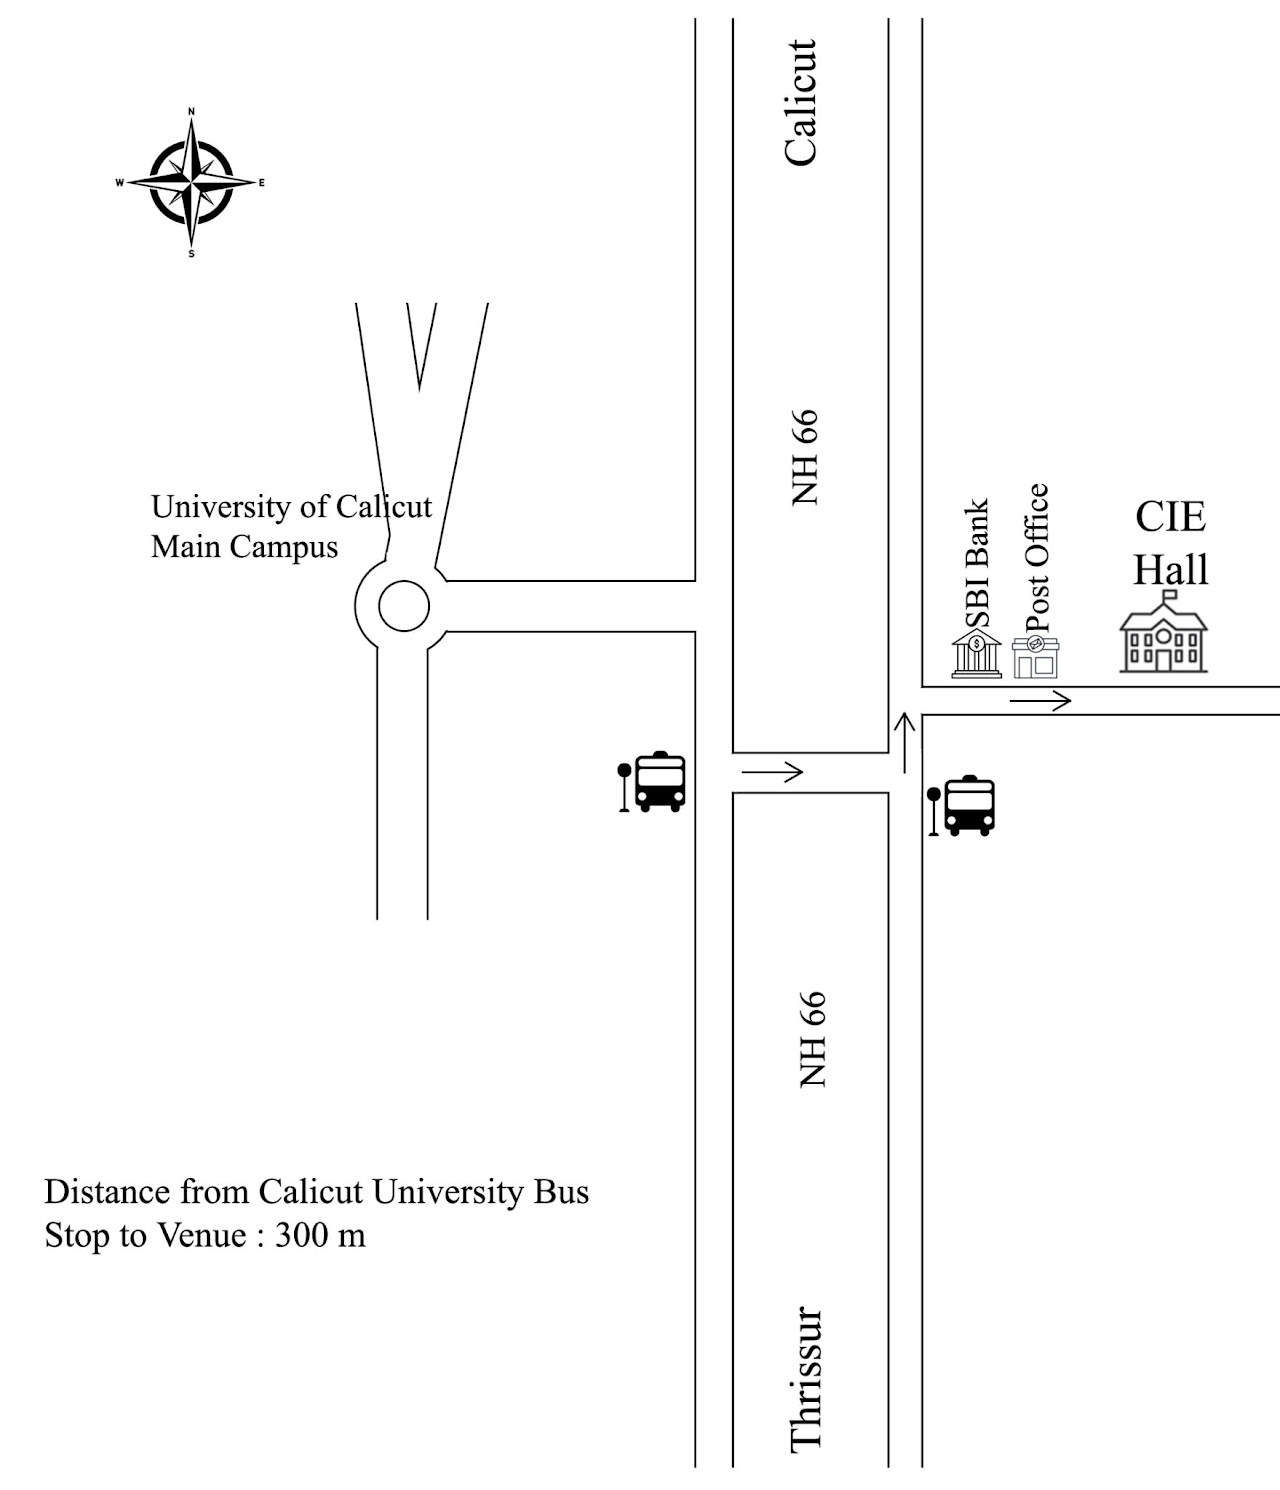 Calicut
N
W
E
S
NH 66
University of Calicut
Main Campus
SBI Bank
Post Office
CIE
Hall
$
NH 66
Distance from Calicut University Bus
Stop to Venue : 300 m
Thrissur